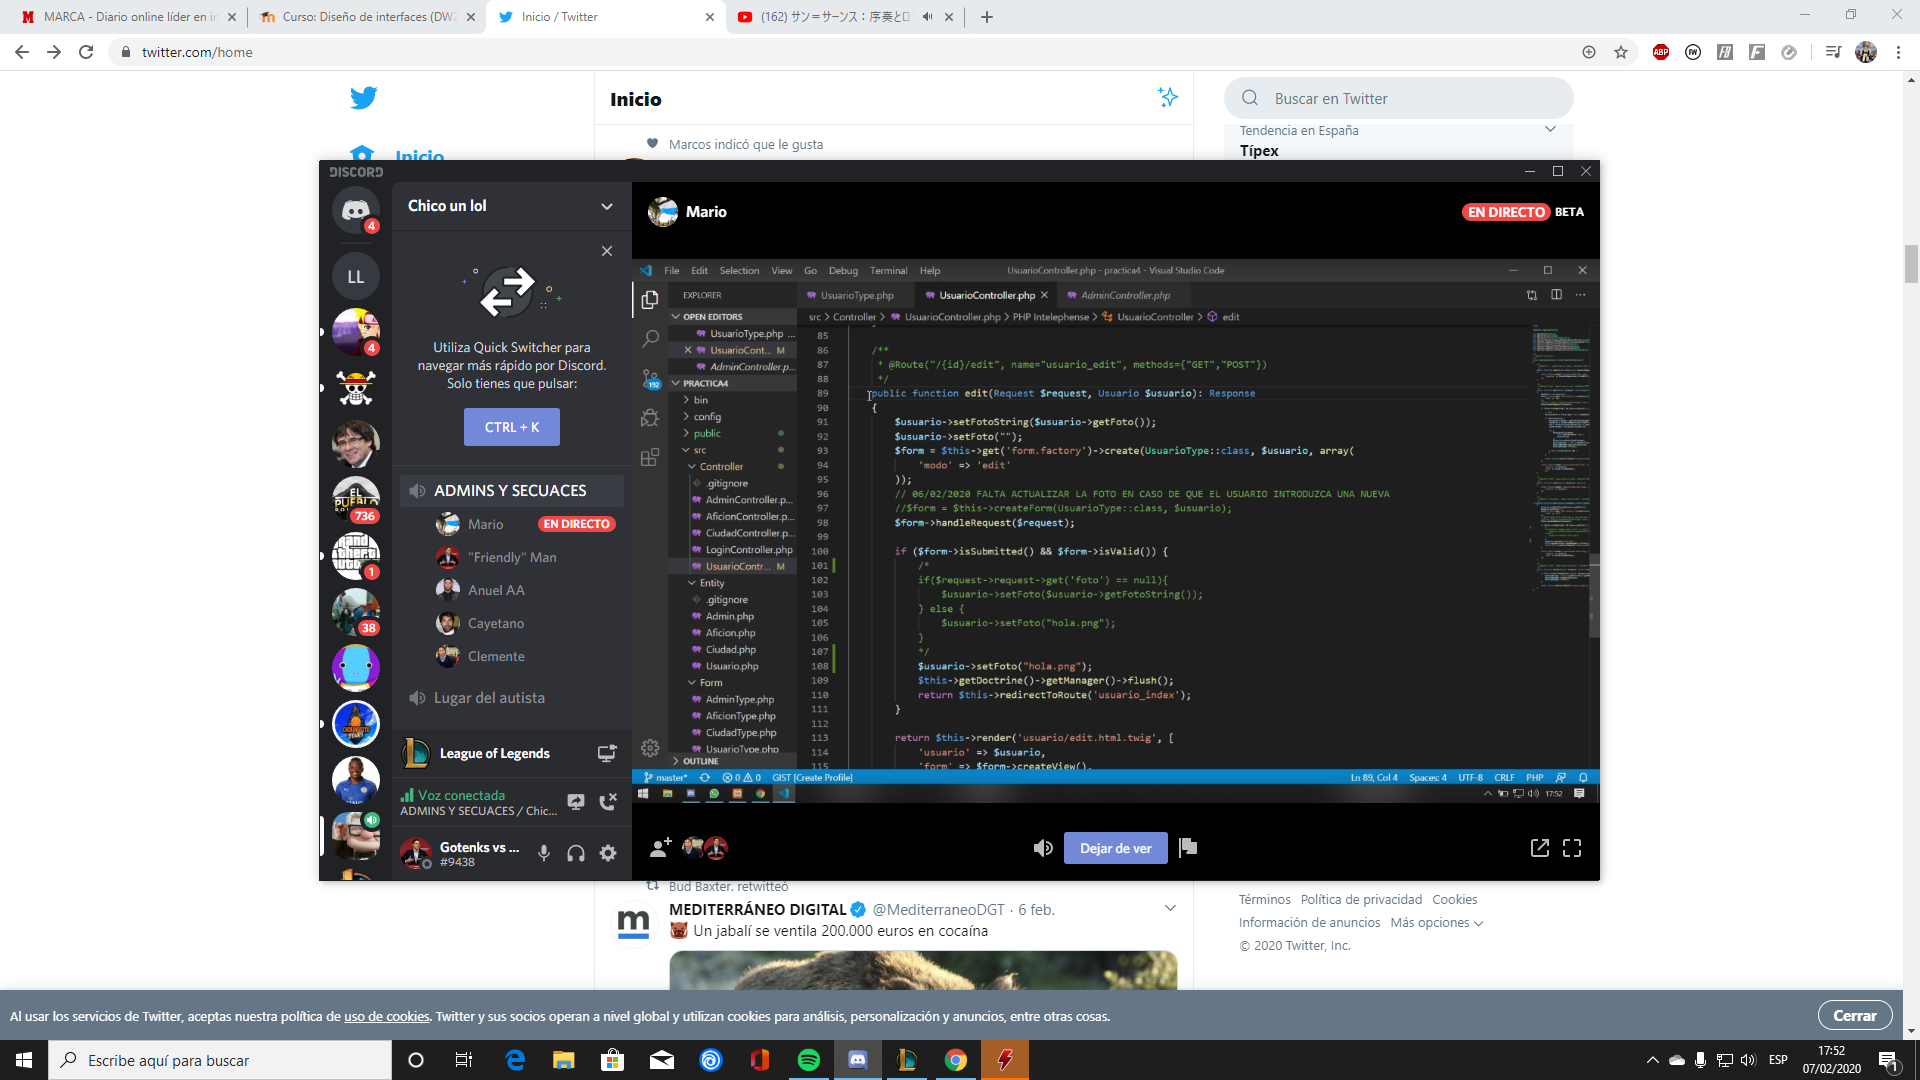 MARCA - Diario online líder en in
Curso: Diseño de interfaces (DW2
Inicio / Twitter
(162) サン＝サーンス：序奏とロ
twitter.com/home
ABP
Inicio
Buscar en Twitter
Marcos indicó que le gusta
Tendencia en España
Típex
Inicio
DISCORD
Chico un lol
4
LL
4
736
1
38
Utiliza Quick Switcher para
navegar más rápido por Discord.
Solo tienes que pulsar:
CTRL + K
ADMINS Y SECUACES
Mario
EN DIRECTO
"Friendly" Man
Anuel AA
Cayetano
Clemente
Lugar del autista
League of Legends
Voz conectada
ADMINS Y SECUACES / Chic...
Gotenks vs ...
#9438
Mario
EN DIRECTO BETA
File Edit Selection View Go Debug Terminal Help
UsuarioController.php - practica4 - Visual Studio Code
EXPLORER
UsuarioType.php
UsuarioController.php
AdminController.php
src > Controller > UsuarioController.php > PHP Intelephense > UsuarioController > edit
OPEN EDITORS
UsuarioType.php ...
UsuarioCont... M
AdminController.p...
PRACTICA4
bin
config
public
src
Controller
.gitignore
AdminController.p...
AficionController.p...
CiudadController.p...
LoginController.php
UsuarioContr... M
Entity
.gitignore
Admin.php
Aficion.php
Ciudad.php
Usuario.php
Form
AdminType.php
AficionType.php
CiudadType.php
UsuarioType.php
OUTLINE
192
85
86 /**
87 * @Route("/{id}/edit", name="usuario_edit", methods={"GET","POST"})
88 */
89 public function edit(Request $request, Usuario $usuario): Response
90 {
91 $usuario->setFotoString($usuario->getFoto());
92 $usuario->setFoto("");
93 $form = $this->get('form.factory')->create(UsuarioType::class, $usuario, array(
94 'modo' => 'edit'
95 ));
96 // 06/02/2020 FALTA ACTUALIZAR LA FOTO EN CASO DE QUE EL USUARIO INTRODUZCA UNA NUEVA
97 //$form = $this->createForm(UsuarioType::class, $usuario);
98 $form->handleRequest($request);
99
100 if ($form->isSubmitted() && $form->isValid()) {
101 /*
102 if($request->request->get('foto') == null){
103 $usuario->setFoto($usuario->getFotoString());
104 } else {
105 $usuario->setFoto("hola.png");
106 }
107 */
108 $usuario->setFoto("hola.png");
109 $this->getDoctrine()->getManager()->flush();
110 return $this->redirectToRoute('usuario_index');
111 }
112
113 return $this->render('usuario/edit.html.twig', [
114 'usuario' => $usuario,
115 'form' => $form->createView(),
master* 0 0 GIST [Create Profile]
Ln 89, Col 4 Spaces: 4 UTF-8 CRLF PHP
17:52
Dejar de ver
Bud Baxter. retwitteó
MEDITERRÁNEO DIGITAL @MediterraneoDGT · 6 feb.
Un jabalí se ventila 200.000 euros en cocaína
Términos Política de privacidad Cookies
Información de anuncios Más opciones
© 2020 Twitter, Inc.
Al usar los servicios de Twitter, aceptas nuestra política de uso de cookies. Twitter y sus socios operan a nivel global y utilizan cookies para análisis, personalización y anuncios, entre otras cosas.
Cerrar
Escribe aquí para buscar
ESP
17:52
07/02/2020
1